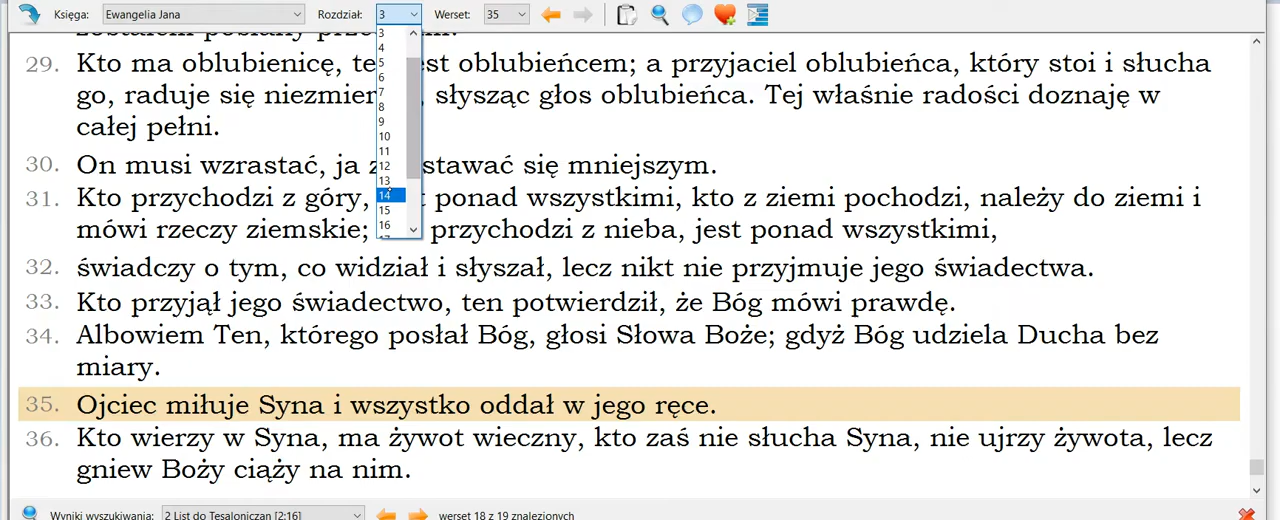 Księga: Ewangelia Jana Rozdział: 3 Werset: 35
29. Kto ma oblubienicę, te est oblubieńcem; a przyjaciel oblubieńca, który stoi i słucha
go, raduje się niezmier słysząc głos oblubieńca. Tej właśnie radości doznaję w
całej pełni.
30. On musi wzrastać, ja z stawać się mniejszym.
31. Kto przychodzi z góry, t ponad wszystkimi, kto z ziemi pochodzi, należy do ziemi i
mówi rzeczy ziemskie; przychodzi z nieba, jest ponad wszystkimi,
32. świadczy o tym, co widział i słyszał, lecz nikt nie przyjmuje jego świadectwa.
33. Kto przyjął jego świadectwo, ten potwierdził, że Bóg mówi prawdę.
34. Albowiem Ten, którego posłał Bóg, głosi Słowa Boże; gdyż Bóg udziela Ducha bez
miary.
35. Ojciec miłuje Syna i wszystko oddał w jego ręce.
36. Kto wierzy w Syna, ma żywot wieczny, kto zaś nie słucha Syna, nie ujrzy żywota, lecz
gniew Boży ciąży na nim.
3
4
5
6
7
8
9
10
11
12
13
14
15
16
Wyniki wyszukiwania: 2 List do Tesaloniczan [2:16] werset 18 z 19 znalezionych